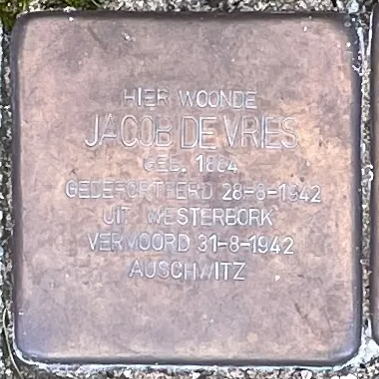 HIER WOONDE
JACOB DE VRIES
GEB. 1884
GEDEPORTEERD 28-8-1942
UIT WESTERBORK
VERMOORD 31-8-1942
AUSCHWITZ